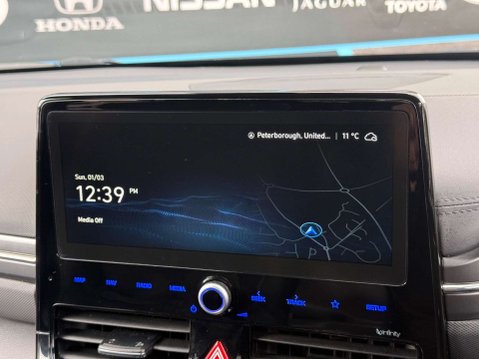 HONDA
NISSAN
JAGUAR
TOYOTA
Peterborough, United... 11 °C
Sun, 01/03
12:39 PM
Media Off
MAP NAV RADIO MEDIA SEEK TRACK SETUP
infinity